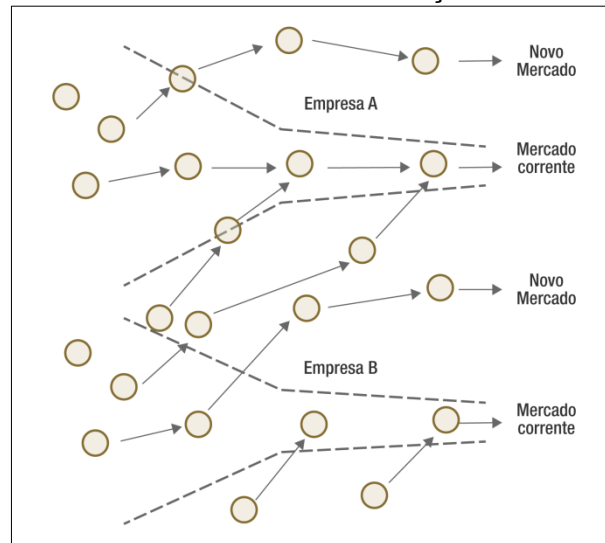 Novo
Mercado
Empresa A
Mercado
corrente
Novo
Mercado
Empresa B
Mercado
corrente